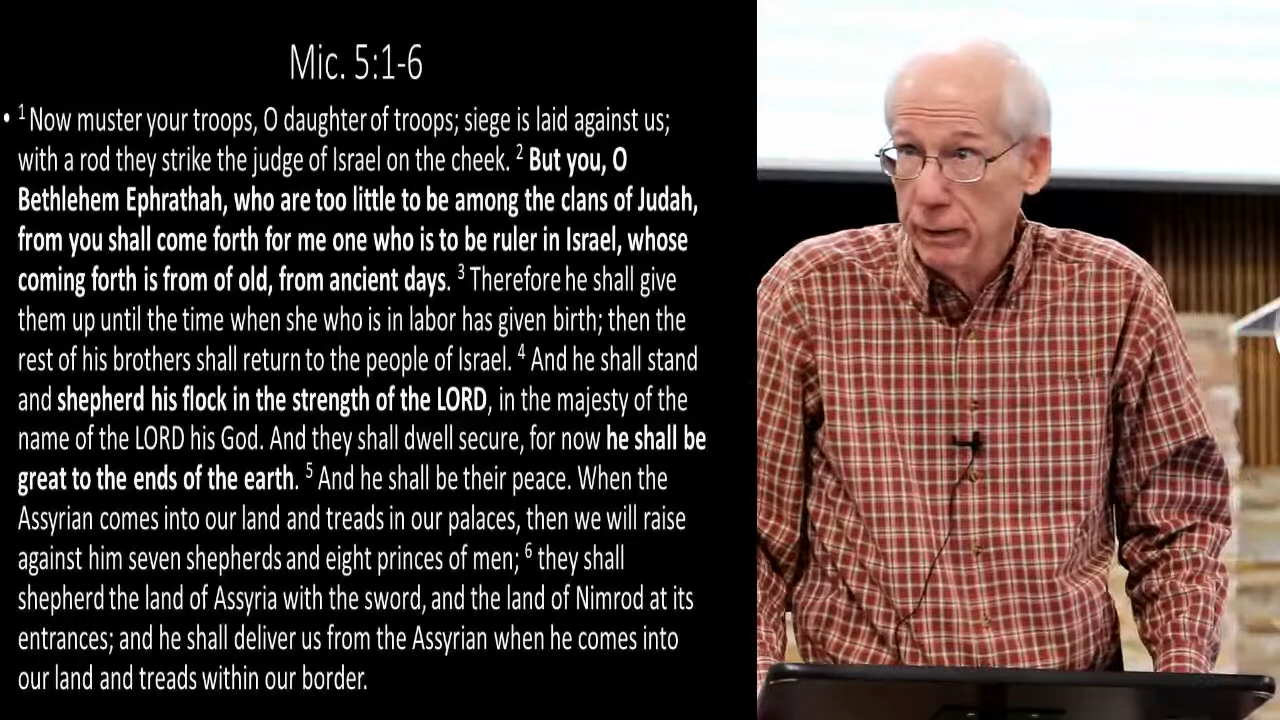 Mic. 5:1-6
• 1 Now muster your troops, O daughter of troops; siege is laid against us;
with a rod they strike the judge of Israel on the cheek. 2 But you, O
Bethlehem Ephrathah, who are too little to be among the clans of Judah,
from you shall come forth for me one who is to be ruler in Israel, whose
coming forth is from of old, from ancient days. 3 Therefore he shall give
them up until the time when she who is in labor has given birth; then the
rest of his brothers shall return to the people of Israel. 4 And he shall stand
and shepherd his flock in the strength of the LORD, in the majesty of the
name of the LORD his God. And they shall dwell secure, for now he shall be
great to the ends of the earth. 5 And he shall be their peace. When the
Assyrian comes into our land and treads in our palaces, then we will raise
against him seven shepherds and eight princes of men; 6 they shall
shepherd the land of Assyria with the sword, and the land of Nimrod at its
entrances; and he shall deliver us from the Assyrian when he comes into
our land and treads within our border.